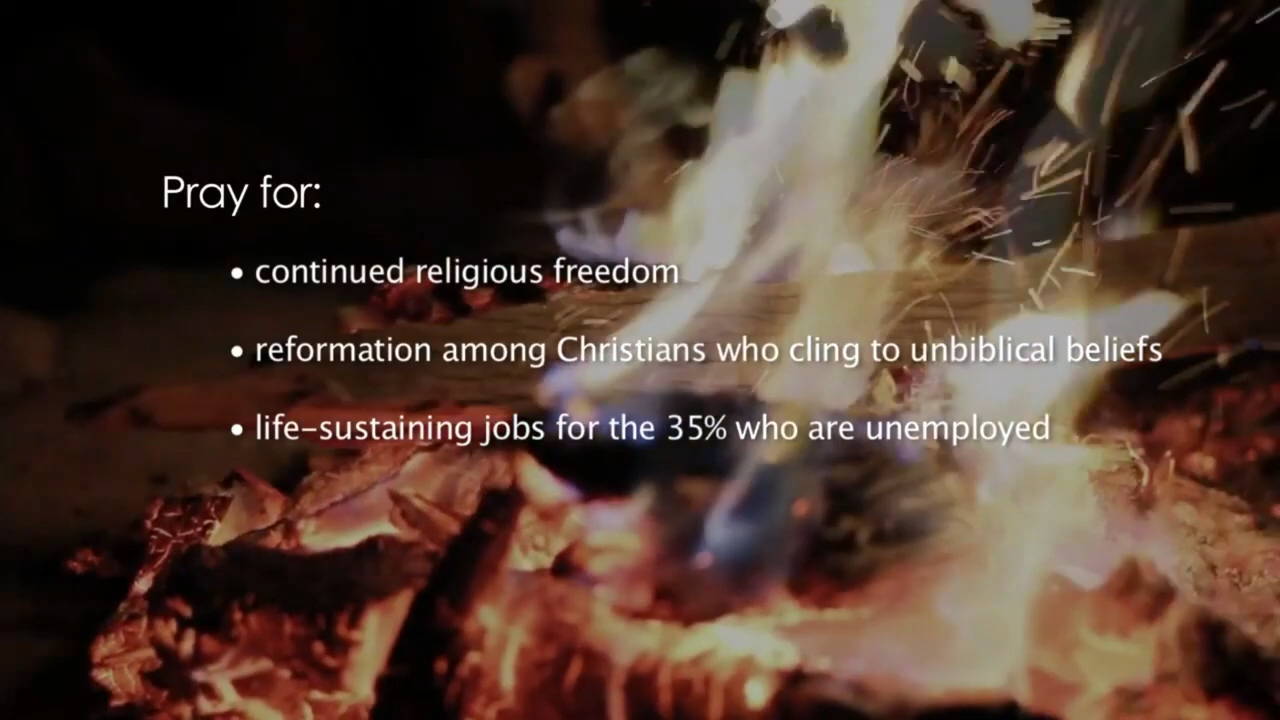 Pray for:
• continued religious freedom
• reformation among Christians who cling to unbiblical beliefs
• life-sustaining jobs for the 35% who are unemployed